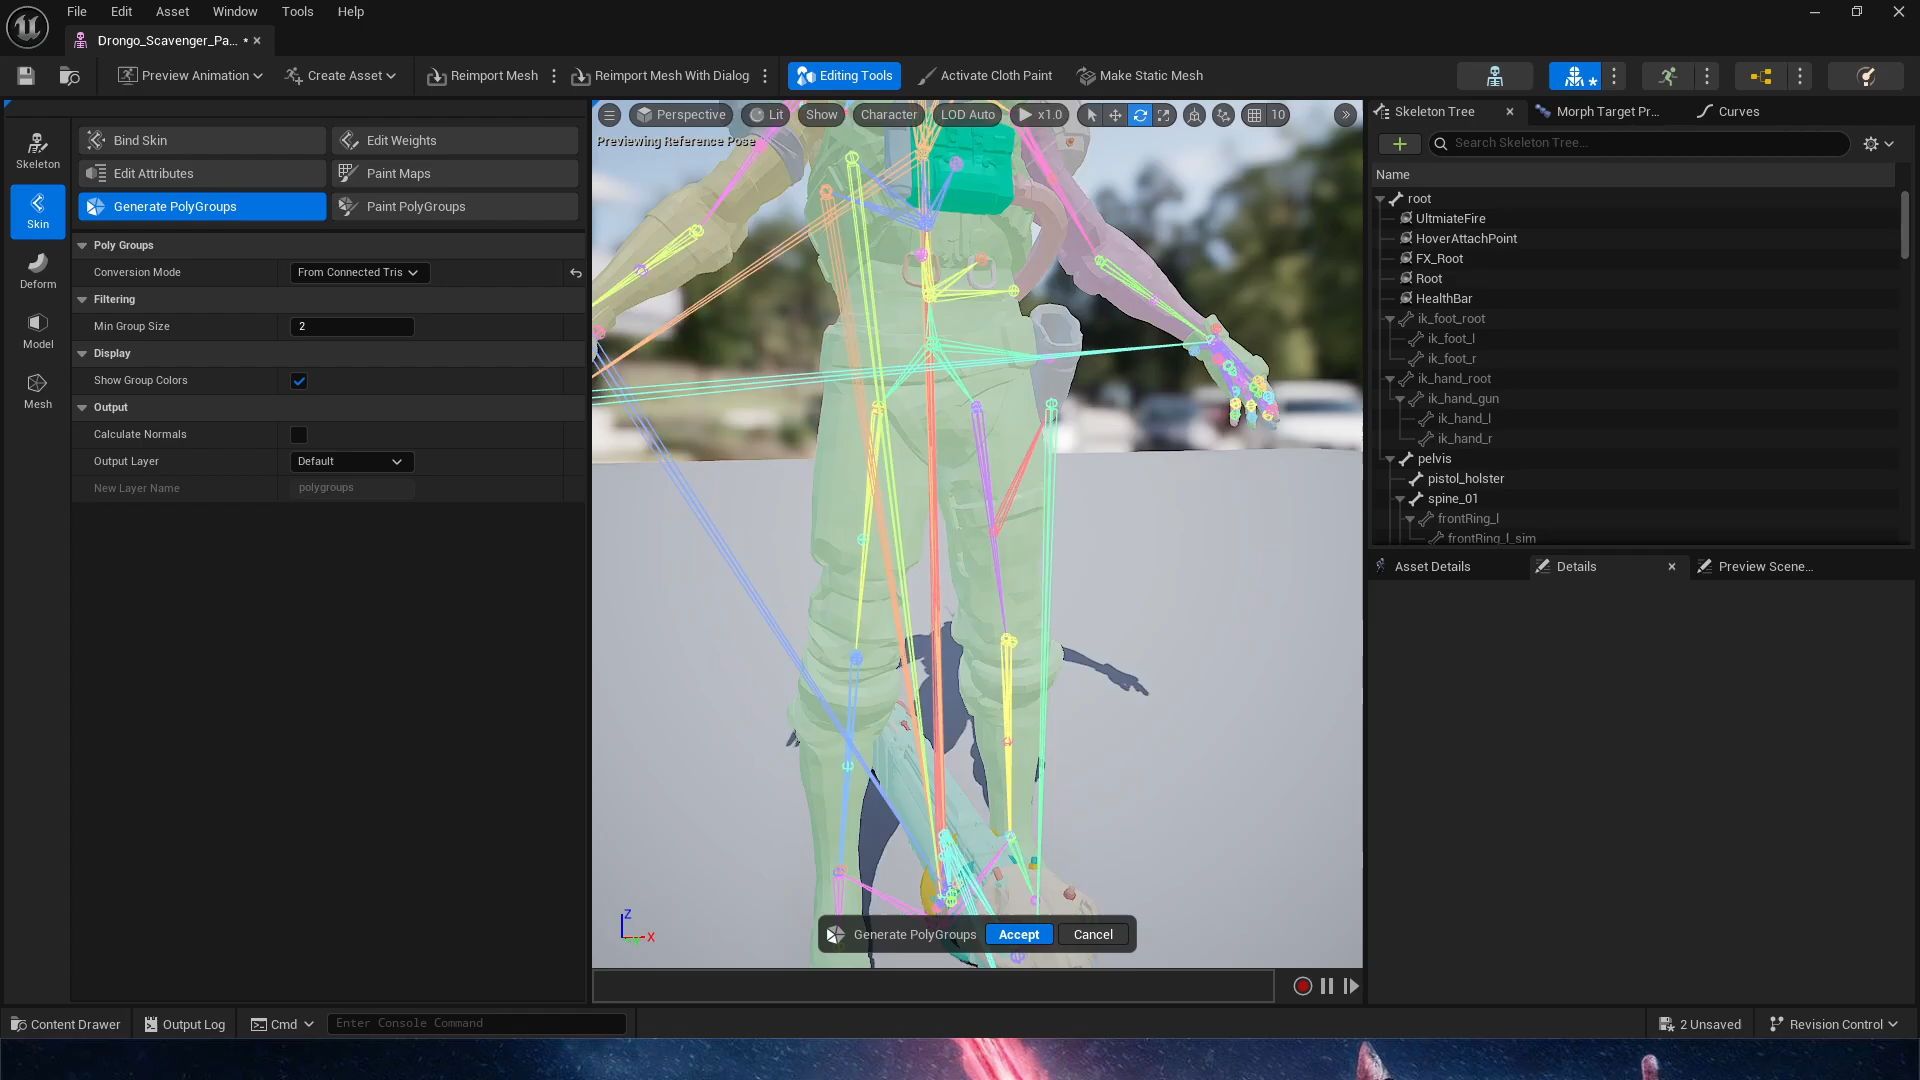 File Edit Asset Window Tools Help
Drongo_Scavenger_Pa... *
Preview Animation Create Asset Reimport Mesh Reimport Mesh With Dialog Editing Tools Activate Cloth Paint Make Static Mesh
Skeleton
Skin
Deform
Model
Mesh
Bind Skin Edit Weights
Edit Attributes Paint Maps
Generate PolyGroups Paint PolyGroups
Poly Groups
Conversion Mode From Connected Tris
Filtering
Min Group Size 2
Display
Show Group Colors
Output
Calculate Normals
Output Layer Default
New Layer Name polygroups
Perspective Lit Show Character LOD Auto x1.0 10
Previewing Reference Pose
Z
X
Generate PolyGroups Accept Cancel
Skeleton Tree Morph Target Pr... Curves
Search Skeleton Tree...
Name
root
UltmiateFire
HoverAttachPoint
FX_Root
Root
HealthBar
ik_foot_root
ik_foot_l
ik_foot_r
ik_hand_root
ik_hand_gun
ik_hand_l
ik_hand_r
pelvis
pistol_holster
spine_01
frontRing_l
frontRing_l_sim
Asset Details Details Preview Scene...
Content Drawer Output Log Cmd Enter Console Command 2 Unsaved Revision Control